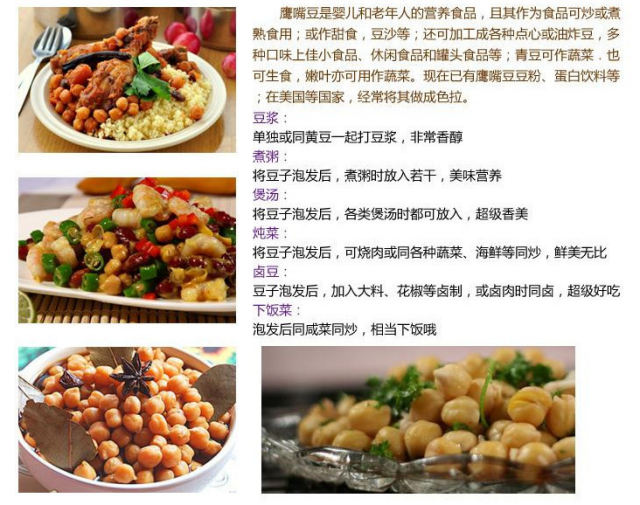 鹰嘴豆是婴儿和老年人的营养食品，且其作为食品可炒或煮
熟食用；或作甜食，豆沙等；还可加工成各种点心或油炸豆，多
种口味上佳小食品、休闲食品和罐头食品等；青豆可作蔬菜．也
可生食，嫩叶亦可用作蔬菜。现在已有鹰嘴豆豆粉、蛋白饮料等
；在美国等国家，经常将其做成色拉。
豆浆：
单独或同黄豆一起打豆浆，非常香醇
煮粥：
将豆子泡发后，煮粥时放入若干，美味营养
煲汤：
将豆子泡发后，各类煲汤时都可放入，超级香美
炖菜：
将豆子泡发后，可烧肉或同各种蔬菜、海鲜等同炒，鲜美无比
卤豆：
豆子泡发后，加入大料、花椒等卤制，或卤肉时同卤，超级好吃
下饭菜：
泡发后同咸菜同炒，相当下饭哦